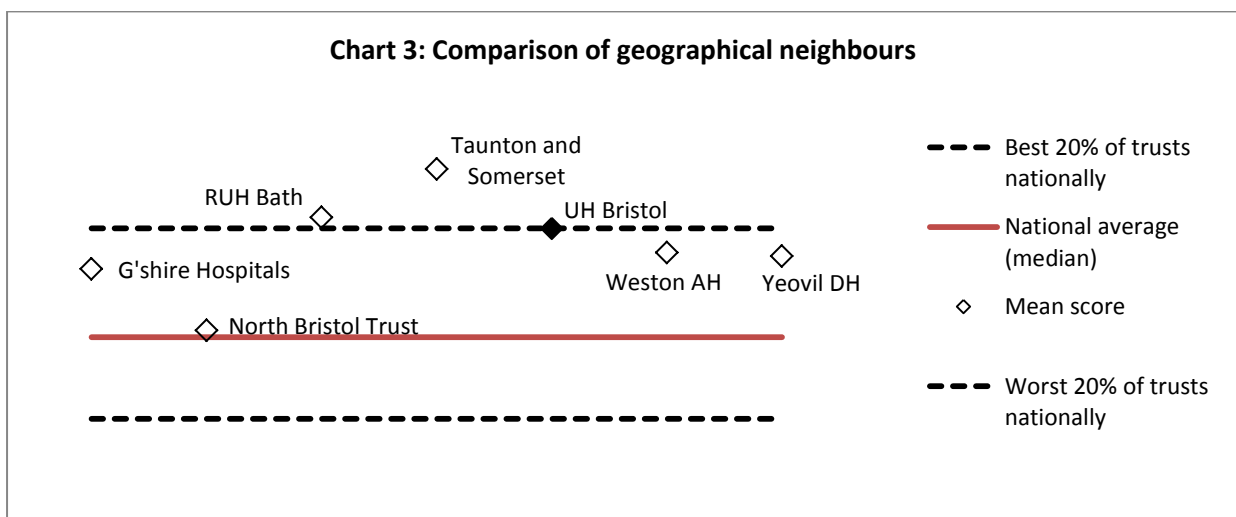 Chart 3: Comparison of geographical neighbours
Taunton and
Somerset
RUH Bath
UH Bristol
G'shire Hospitals
Weston AH
Yeovil DH
North Bristol Trust
Best 20% of trusts
nationally
National average
(median)
Mean score
Worst 20% of trusts
nationally